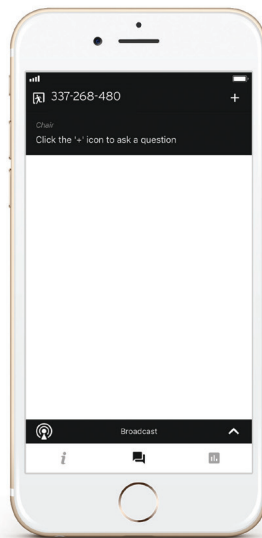 337-268-480 +
Chair
Click the '+' icon to ask a question
Broadcast